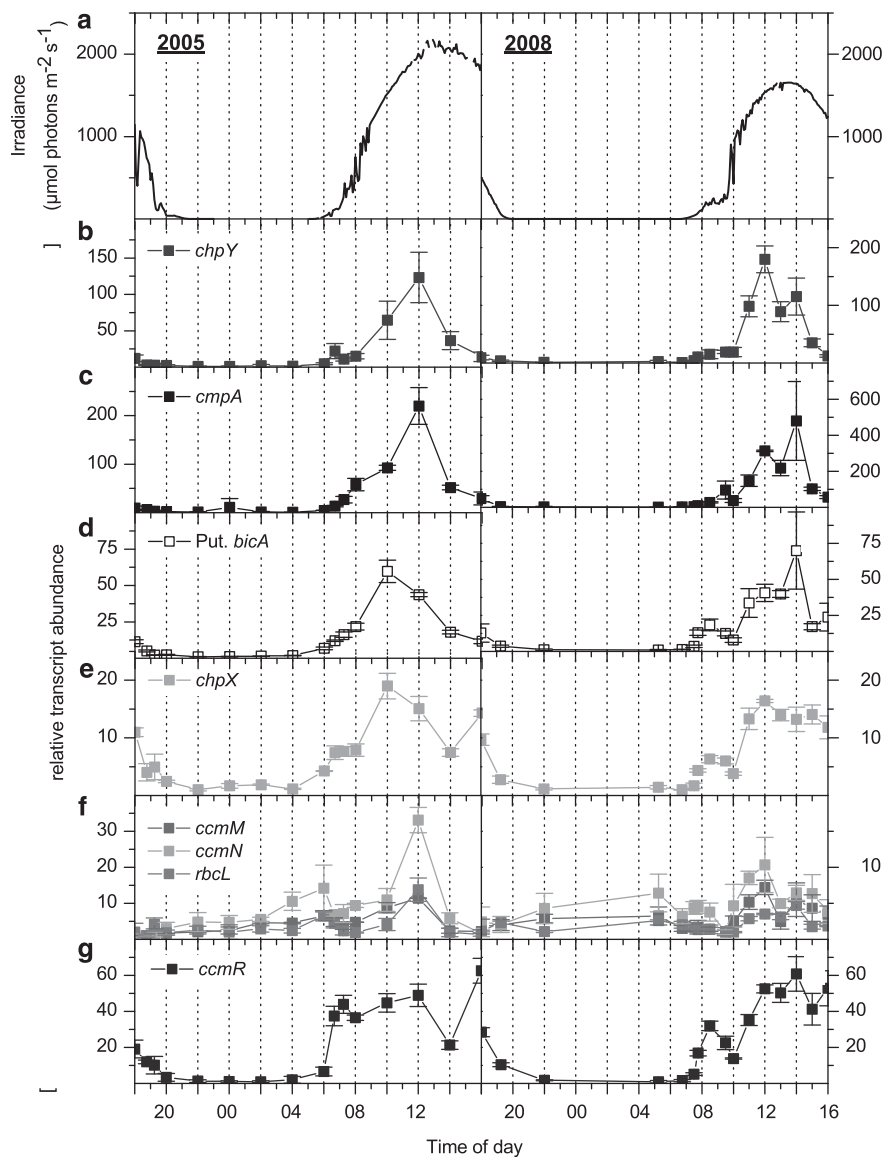 a
2005
2008
2000
1000
2000
1000
Irradiance
(µmol photons m-2 s-1)
b
chpY
150
100
50
200
100
c
cmpA
200
100
600
400
200
d
Put. bicA
75
50
25
75
50
25
e
chpX
20
10
20
10
f
ccmM
ccmN
rbcL
30
20
10
10
g
ccmR
60
40
20
60
40
20
[ relative transcript abundance ]
20 00 04 08 12 20 00 04 08 12 16
Time of day